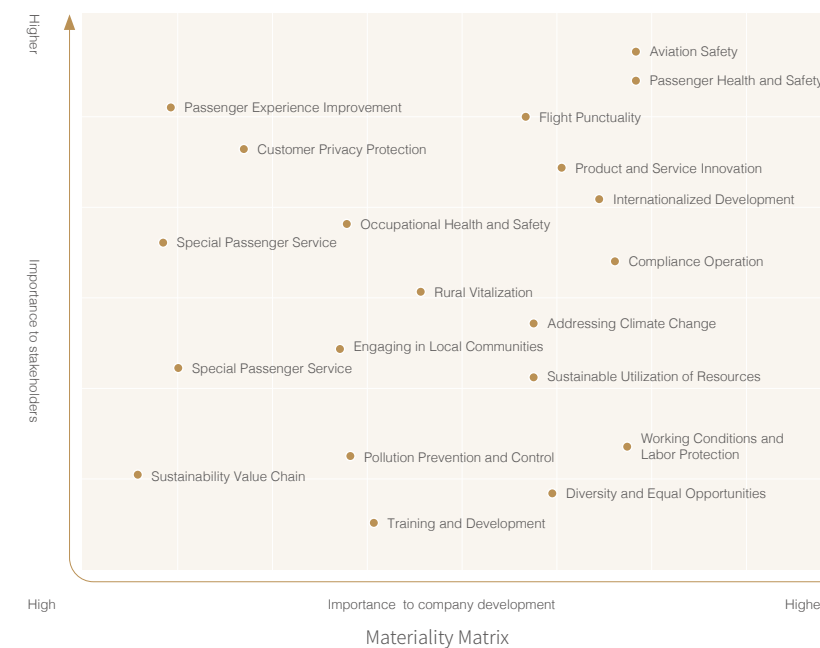 Higher
Aviation Safety
Passenger Health and Safety
Passenger Experience Improvement
Flight Punctuality
Customer Privacy Protection
Product and Service Innovation
Internationalized Development
Occupational Health and Safety
Special Passenger Service
Compliance Operation
Importance to stakeholders
Rural Vitalization
Addressing Climate Change
Engaging in Local Communities
Special Passenger Service
Sustainable Utilization of Resources
Working Conditions and
Labor Protection
Pollution Prevention and Control
Sustainability Value Chain
Diversity and Equal Opportunities
Training and Development
High
Importance to company development
Highe
Materiality Matrix